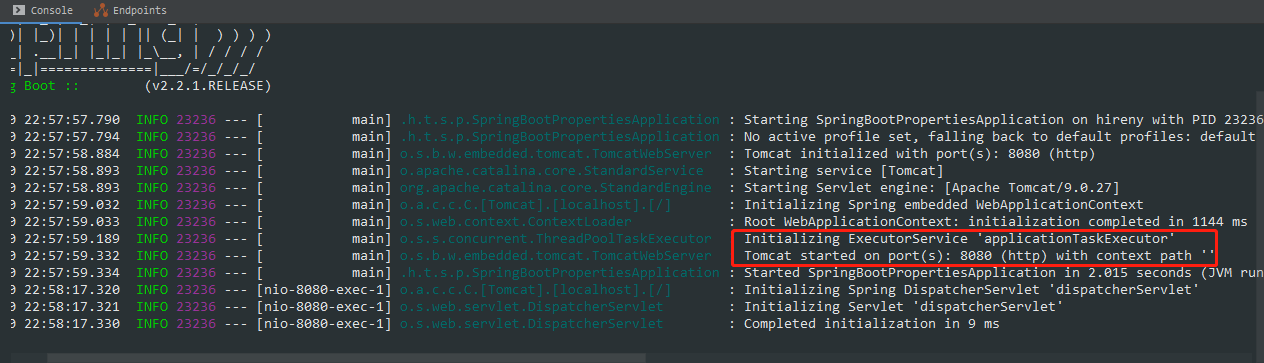 Console Endpoints
)| |_)| | | | | || (_| |  ) ) ) )
_| .__|_| |_|_| |_\__, | / / / /
=|_|==============|___/=/_/_/_/
g Boot ::        (v2.2.1.RELEASE)
0 22:57:57.790  INFO 23236 --- [           main] .h.t.s.p.SpringBootPropertiesApplication : Starting SpringBootPropertiesApplication on hireny with PID 23236
0 22:57:57.794  INFO 23236 --- [           main] .h.t.s.p.SpringBootPropertiesApplication : No active profile set, falling back to default profiles: default
0 22:57:58.884  INFO 23236 --- [           main] o.s.b.w.embedded.tomcat.TomcatWebServer  : Tomcat initialized with port(s): 8080 (http)
0 22:57:58.893  INFO 23236 --- [           main] o.apache.catalina.core.StandardService   : Starting service [Tomcat]
0 22:57:58.893  INFO 23236 --- [           main] org.apache.catalina.core.StandardEngine  : Starting Servlet engine: [Apache Tomcat/9.0.27]
0 22:57:59.032  INFO 23236 --- [           main] o.a.c.c.C.[Tomcat].[localhost].[/]       : Initializing Spring embedded WebApplicationContext
0 22:57:59.033  INFO 23236 --- [           main] o.s.web.context.ContextLoader            : Root WebApplicationContext: initialization completed in 1144 ms
0 22:57:59.189  INFO 23236 --- [           main] o.s.s.concurrent.ThreadPoolTaskExecutor  Initializing ExecutorService 'applicationTaskExecutor'
0 22:57:59.332  INFO 23236 --- [           main] o.s.b.w.embedded.tomcat.TomcatWebServer  Tomcat started on port(s): 8080 (http) with context path ''
0 22:57:59.334  INFO 23236 --- [           main] .h.t.s.p.SpringBootPropertiesApplication : Started SpringBootPropertiesApplication in 2.015 seconds (JVM run
0 22:58:17.320  INFO 23236 --- [nio-8080-exec-1] o.a.c.c.C.[Tomcat].[localhost].[/]       : Initializing Spring DispatcherServlet 'dispatcherServlet'
0 22:58:17.321  INFO 23236 --- [nio-8080-exec-1] o.s.web.servlet.DispatcherServlet        : Initializing Servlet 'dispatcherServlet'
0 22:58:17.330  INFO 23236 --- [nio-8080-exec-1] o.s.web.servlet.DispatcherServlet        : Completed initialization in 9 ms